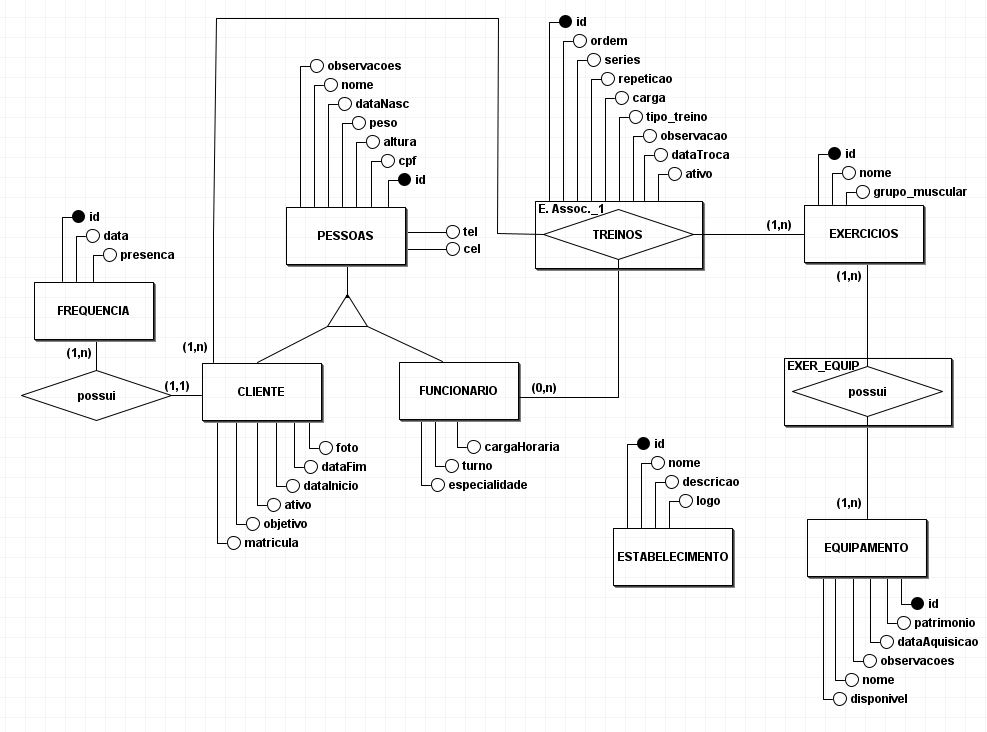 id
ordem
series
repeticao
carga
tipo_treino
observacao
dataTroca
ativo
E. Assoc._1
TREINOS
observacoes
nome
dataNasc
peso
altura
cpf
id
PESSOAS
tel
cel
id
nome
grupo_muscular
(1,n)
EXERCICIOS
(1,n)
id
data
presenca
FREQUENCIA
(1,n)
possui
(1,1)
(1,n)
CLIENTE
foto
dataFim
dataInicio
ativo
objetivo
matricula
FUNCIONARIO
(0,n)
cargaHoraria
turno
especialidade
EXER_EQUIP
possui
(1,n)
id
nome
descricao
logo
ESTABELECIMENTO
EQUIPAMENTO
id
patrimonio
dataAquisicao
observacoes
nome
disponivel